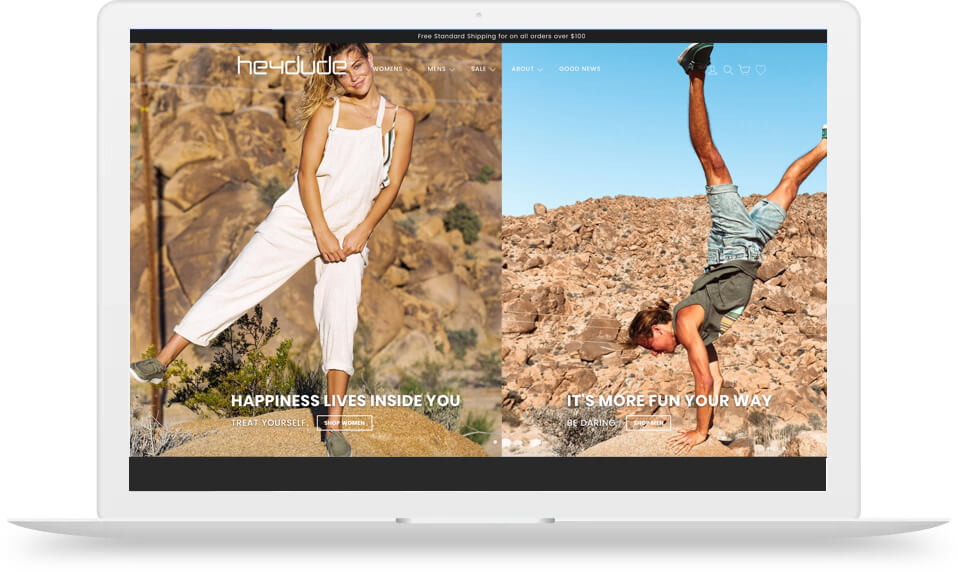 Free Standard Shipping for on all orders over $100
heydude
WOMENS MENS SALE ABOUT GOOD NEWS
HAPPINESS LIVES INSIDE YOU
TREAT YOURSELF. SHOP WOMEN
IT'S MORE FUN YOUR WAY
BE DARING. SHOP MEN